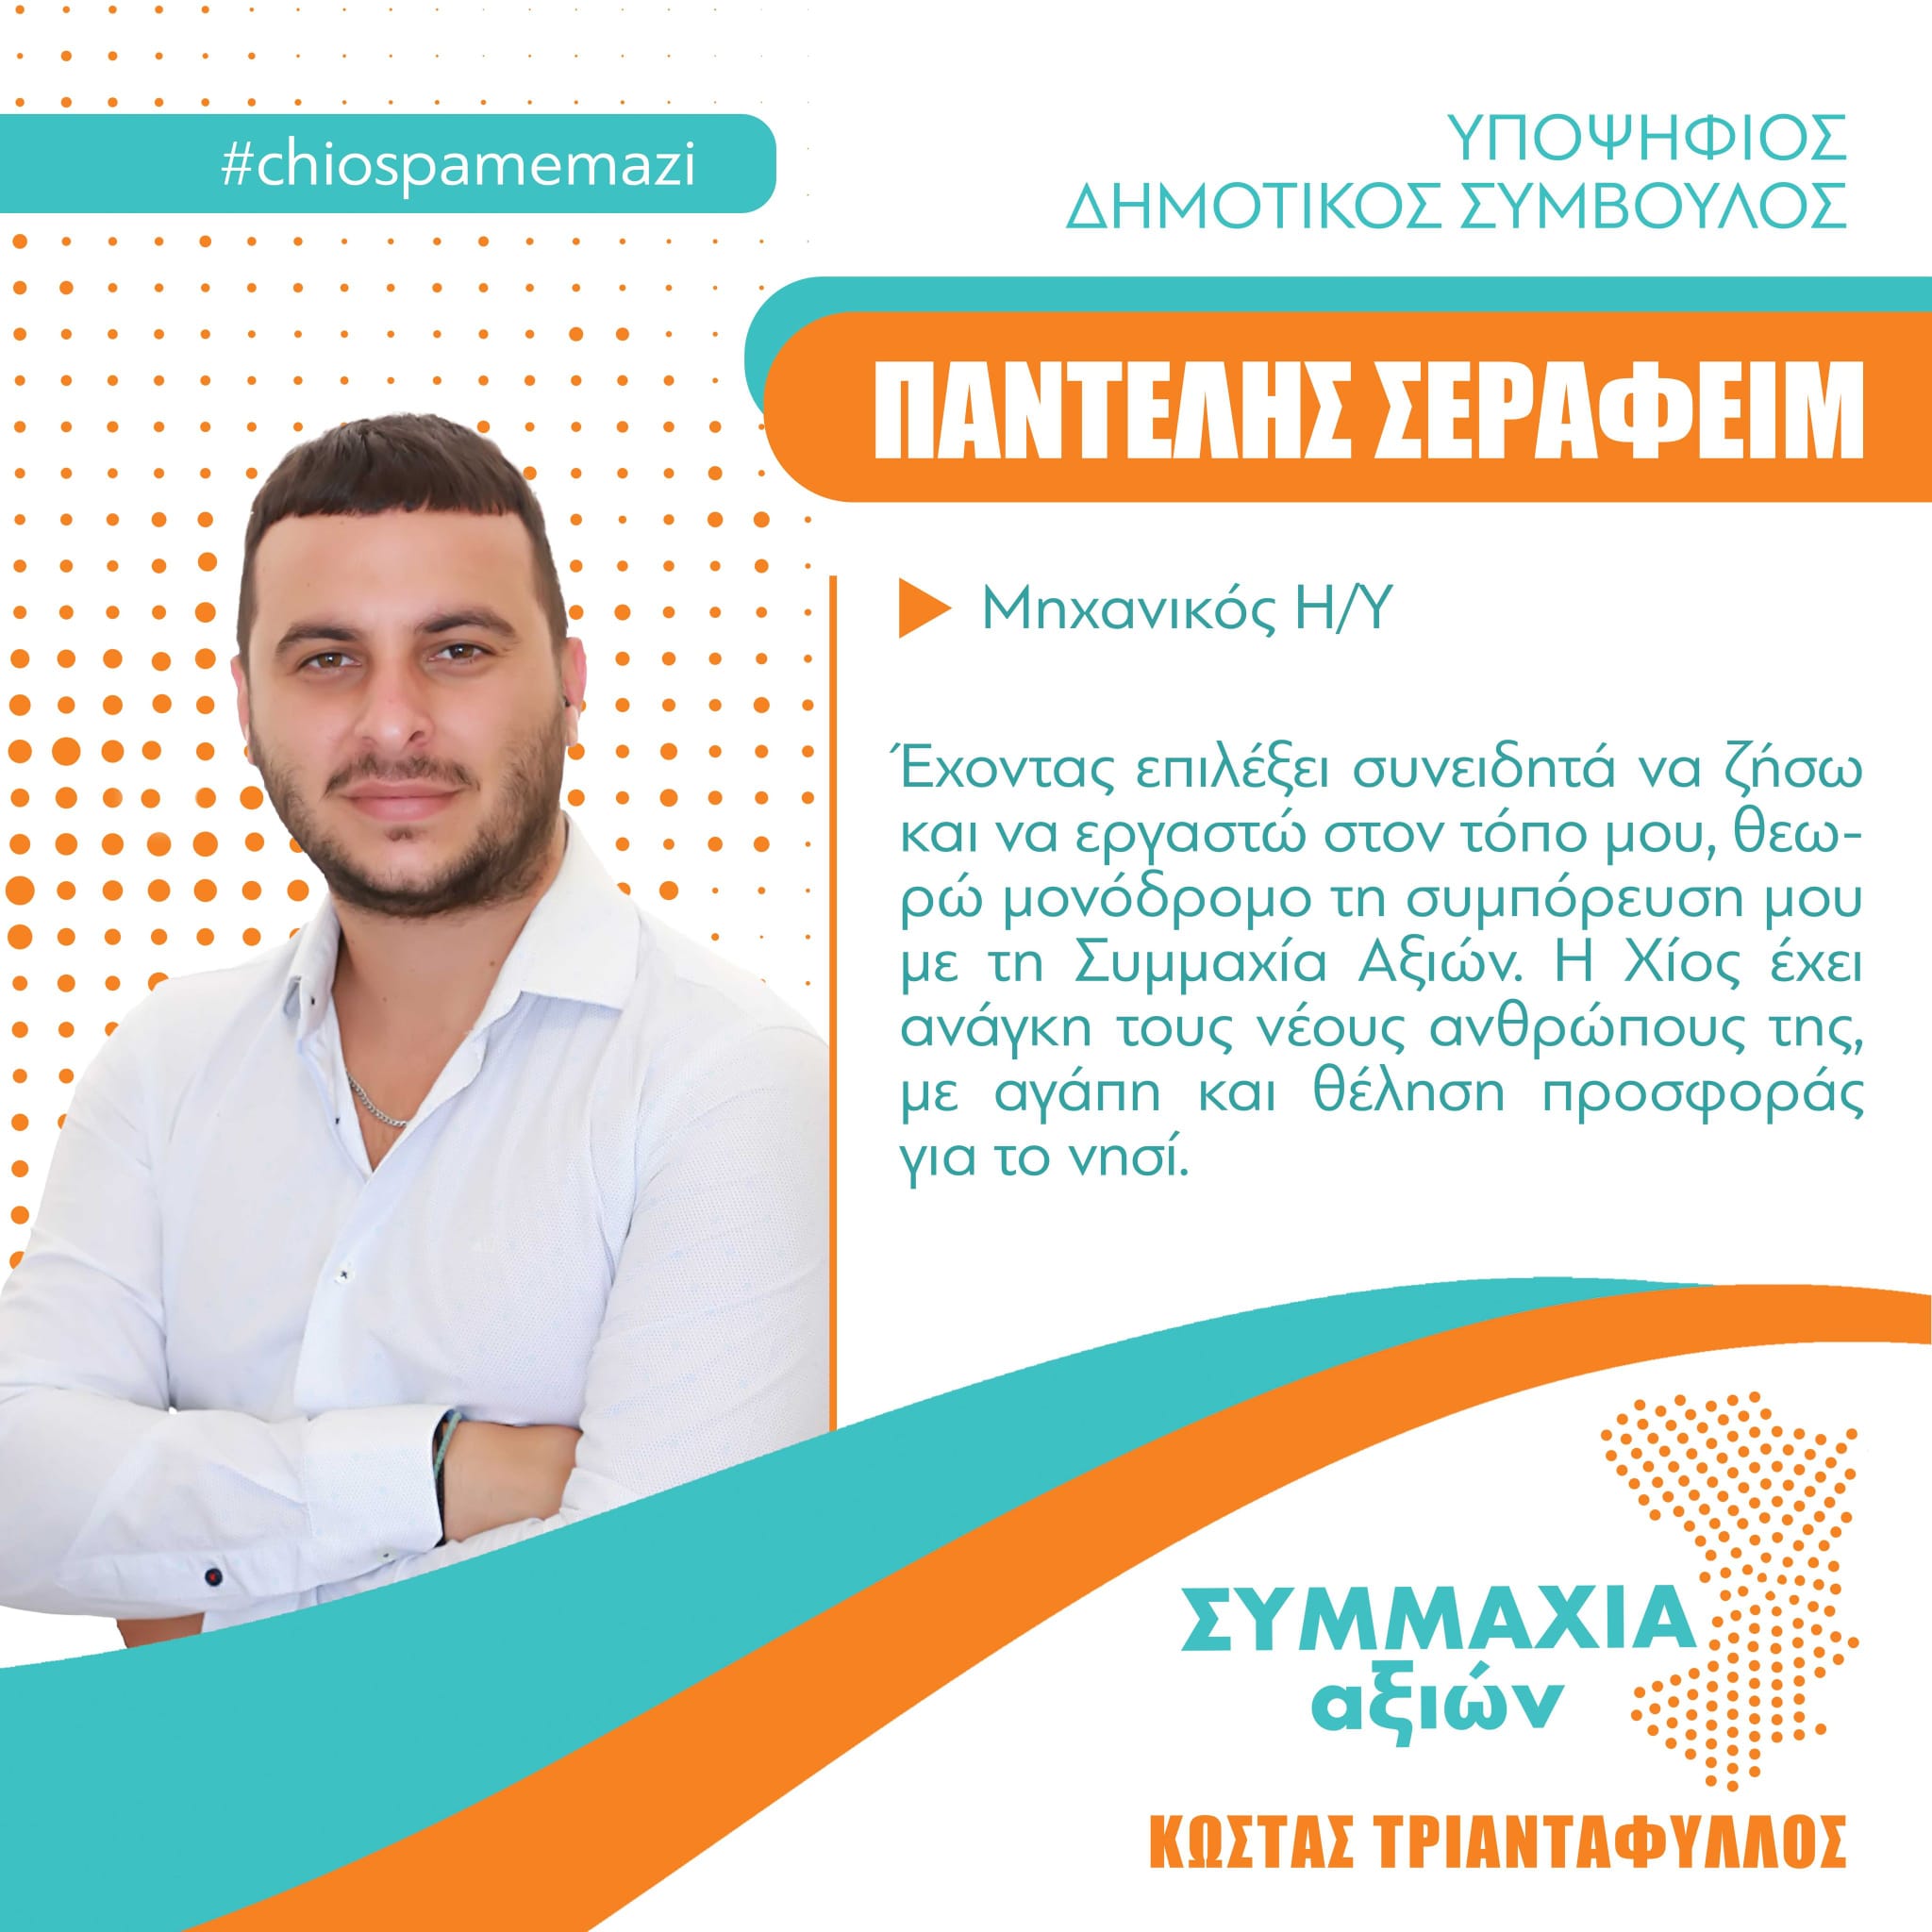 #chiospamemazi
ΥΠΟΨΗΦΙΟΣ
ΔΗΜΟΤΙΚΟΣ ΣΥΜΒΟΥΛΟΣ
ΠΑΝΤΕΛΗΣ ΣΕΡΑΦΕΙΜ
Μηχανικός Η/Υ
Έχοντας επιλέξει συνειδητά να ζήσω
και να εργαστώ στον τόπο μου, θεω-
ρώ μονόδρομο τη συμπόρευση μου
με τη Συμμαχία Αξιών. Η Χίος έχει
ανάγκη τους νέους ανθρώπους της,
με αγάπη και θέληση προσφοράς
για το νησί.
ΣΥΜΜΑΧΙΑ
αξιών
ΚΩΣΤΑΣ ΤΡΙΑΝΤΑΦΥΛΛΟΣ